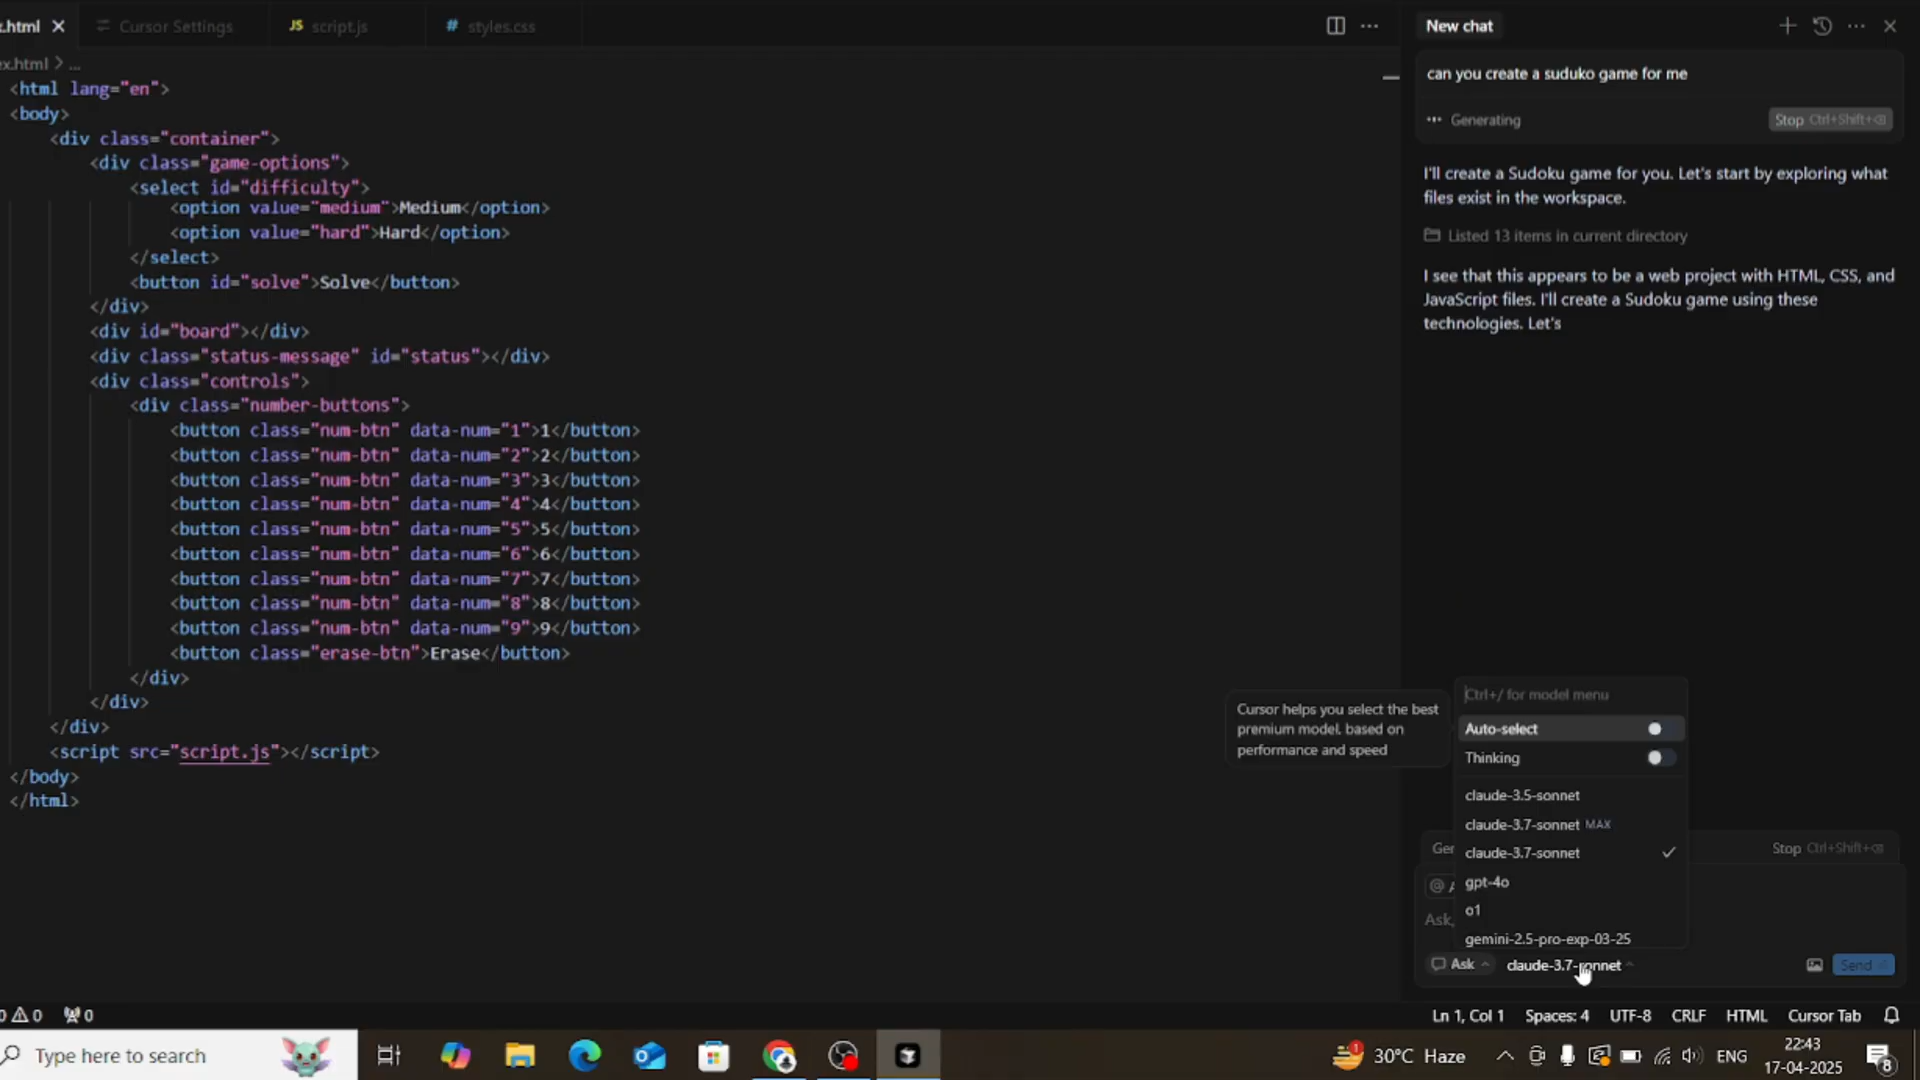 x.html
Cursor Settings
JS script.js
# styles.css
ex.html > ...
<html lang="en">
<body>
<div class="container">
<div class="game-options">
<select id="difficulty">
<option value="medium">Medium</option>
<option value="hard">Hard</option>
</select>
<button id="solve">Solve</button>
</div>
<div id="board"></div>
<div class="status-message" id="status"></div>
<div class="controls">
<div class="number-buttons">
<button class="num-btn" data-num="1">1</button>
<button class="num-btn" data-num="2">2</button>
<button class="num-btn" data-num="3">3</button>
<button class="num-btn" data-num="4">4</button>
<button class="num-btn" data-num="5">5</button>
<button class="num-btn" data-num="6">6</button>
<button class="num-btn" data-num="7">7</button>
<button class="num-btn" data-num="8">8</button>
<button class="num-btn" data-num="9">9</button>
<button class="erase-btn">Erase</button>
</div>
</div>
</div>
<script src="script.js"></script>
</body>
</html>
New chat
can you create a suduko game for me
Generating
Stop Ctrl+Shift+⌫
I'll create a Sudoku game for you. Let's start by exploring what
files exist in the workspace.
Listed 13 items in current directory
I see that this appears to be a web project with HTML, CSS, and
JavaScript files. I'll create a Sudoku game using these
technologies. Let's
Cursor helps you select the best
premium model. based on
performance and speed
Ctrl+/ for model menu
Auto-select
Thinking
claude-3.5-sonnet
claude-3.7-sonnet MAX
claude-3.7-sonnet
gpt-4o
o1
gemini-2.5-pro-exp-03-25
Ger
Stop Ctrl+Shift+⌫
@ A
Ask,
Ask
claude-3.7-sonnet
Send
0 0
0
Ln 1, Col 1
Spaces: 4
UTF-8
CRLF
HTML
Cursor Tab
Type here to search
1
30°C Haze
ENG
22:43
17-04-2025
8